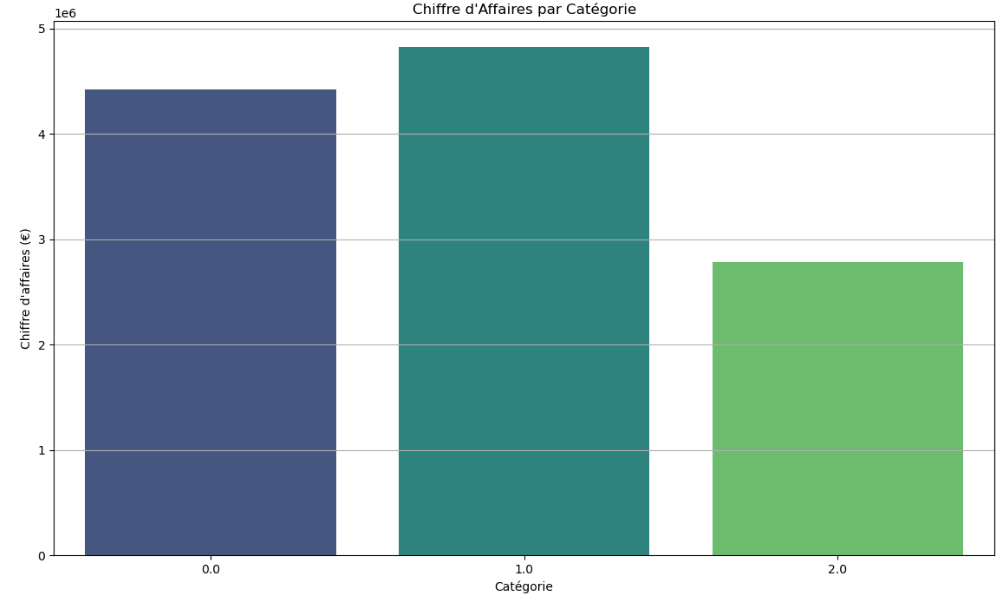 Chiffre d'Affaires par Catégorie
1e6
5
4
3
2
1
0
Chiffre d'affaires (€)
0.0 1.0 2.0
Catégorie